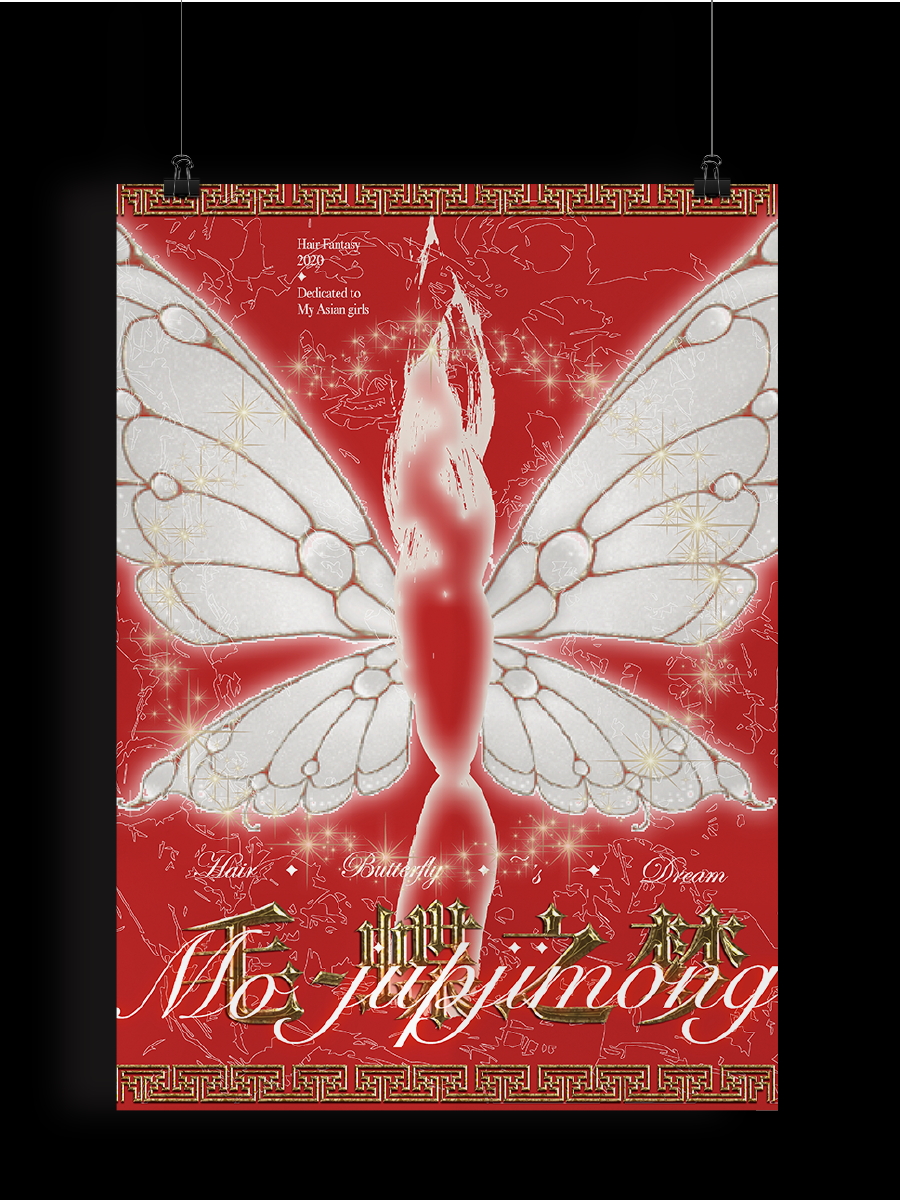 Hair Fantasy
2020
Dedicated to
My Asian girls
Hair Butterfly 's Dream
毛-蝶之梦
Mo-jupjimong